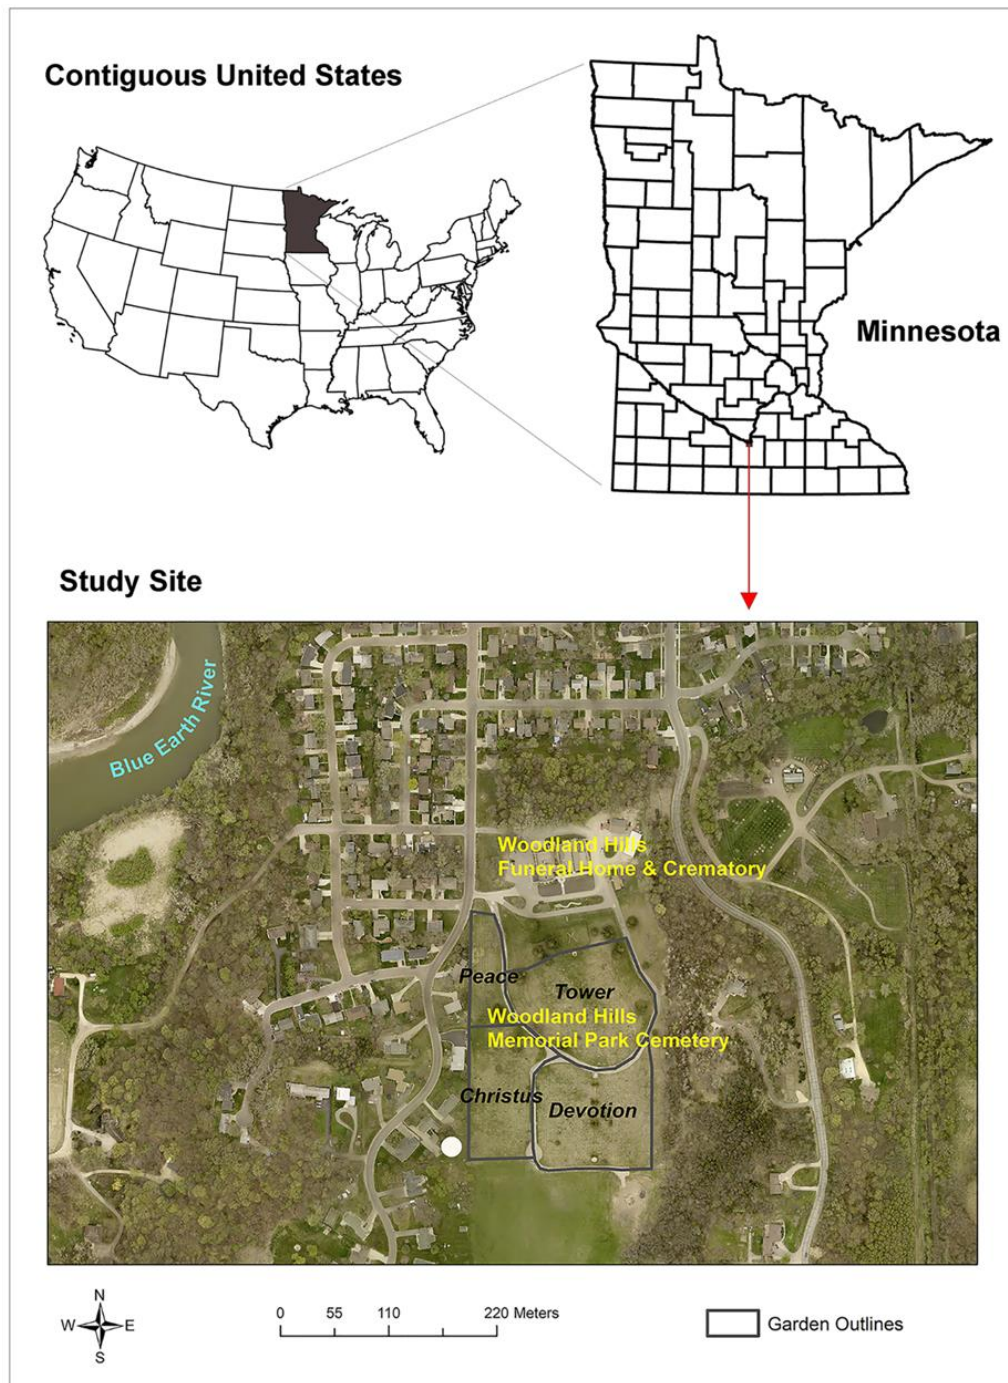 Contiguous United States
Minnesota
Study Site
Blue Earth River
Woodland Hills
Funeral Home & Crematory
Peace
Tower
Woodland Hills
Memorial Park Cemetery
Christus
Devotion
N
W E
S
0 55 110 220 Meters
Garden Outlines